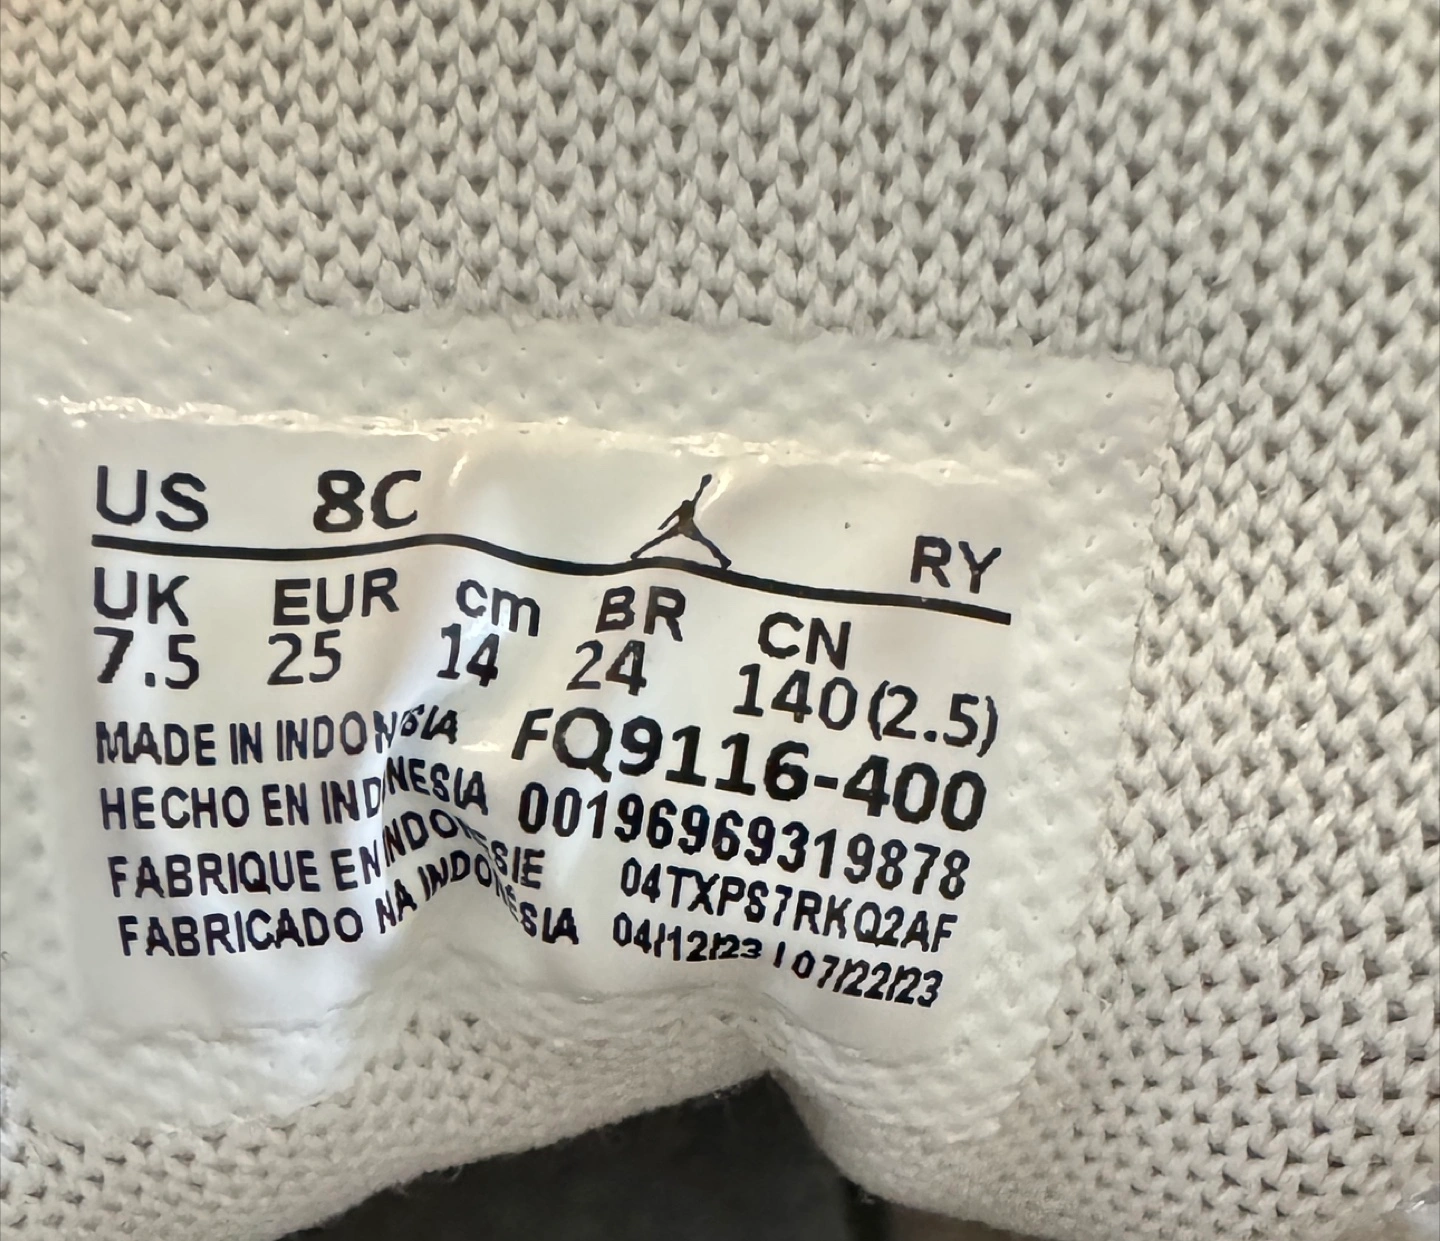 US 8C RY
UK EUR cm BR CN
7.5 25 14 24 140(2.5)
MADE IN INDONESIA FQ9116-400
HECHO EN INDONESIA 00196969319878
FABRIQUE EN INDONESIE 04TXPS7RKQ2AF
FABRICADO NA INDONESIA 04/12/23 | 07/22/23